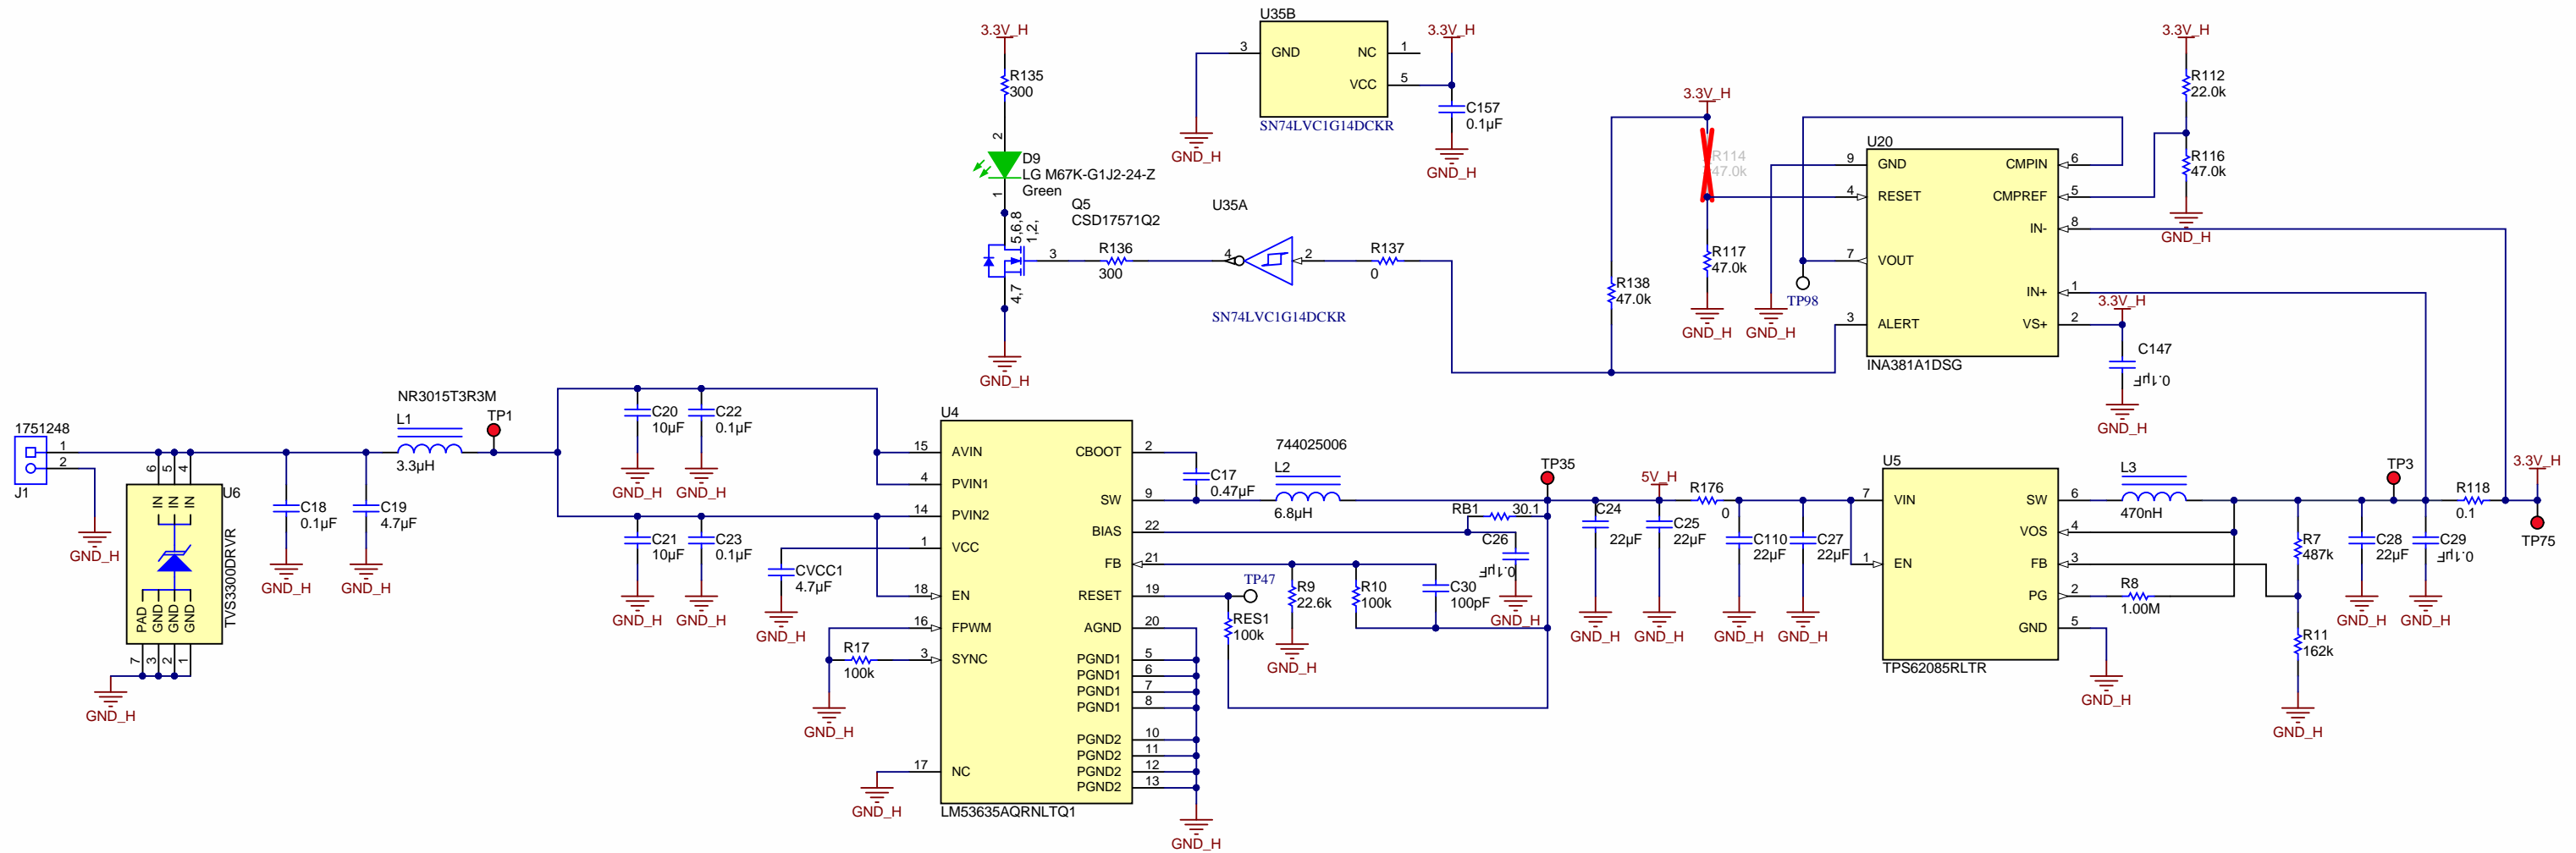 3.3V_H
R135
300
2
D9
LG M67K-G1J2-24-Z
Green
1
5,6,8
1,2,
Q5
CSD17571Q2
3
4,7
GND_H
R136
300
U35A
4
2
SN74LVC1G14DCKR
R137
0
U35B
3
GND
NC
1
VCC
5
SN74LVC1G14DCKR
GND_H
3.3V_H
C157
0.1µF
GND_H
3.3V_H
R114
47.0k
R117
47.0k
GND_H
R138
47.0k
GND_H
TP98
U20
9
GND
CMPIN
6
4
RESET
CMPREF
5
IN-
8
7
VOUT
IN+
1
3
ALERT
VS+
2
INA381A1DSG
3.3V_H
R112
22.0k
R116
47.0k
GND_H
3.3V_H
C147
0.1µF
GND_H
1751248
1
2
J1
GND_H
6
5
4
U6
IN
IN
IN
PAD
GND
GND
GND
TVS3300DRVR
7
3
2
1
GND_H
C18
0.1µF
GND_H
C19
4.7µF
GND_H
NR3015T3R3M
L1
3.3µH
TP1
C20
10µF
GND_H
C22
0.1µF
GND_H
C21
10µF
GND_H
C23
0.1µF
GND_H
CVCC1
4.7µF
GND_H
R17
100k
GND_H
GND_H
U4
15
AVIN
CBOOT
2
4
PVIN1
SW
9
14
PVIN2
BIAS
22
1
VCC
FB
21
18
EN
RESET
19
16
FPWM
AGND
20
3
SYNC
PGND1
5
PGND1
6
PGND1
7
PGND1
8
PGND2
10
PGND2
11
17
NC
PGND2
12
PGND2
13
LM53635AQRNLTQ1
GND_H
C17
0.47µF
744025006
L2
6.8µH
TP35
RB1
30.1
C26
0.1µF
GND_H
TP47
RES1
100k
R9
22.6k
GND_H
R10
100k
C30
100pF
C24
22µF
GND_H
5V_H
C25
22µF
GND_H
R176
0
C110
22µF
GND_H
C27
22µF
GND_H
U5
7
VIN
SW
6
VOS
4
1
EN
FB
3
PG
2
GND
5
TPS62085RLTR
GND_H
L3
470nH
R8
1.00M
R7
487k
R11
162k
GND_H
TP3
C28
22µF
GND_H
C29
0.1µF
GND_H
R118
0.1
3.3V_H
TP75